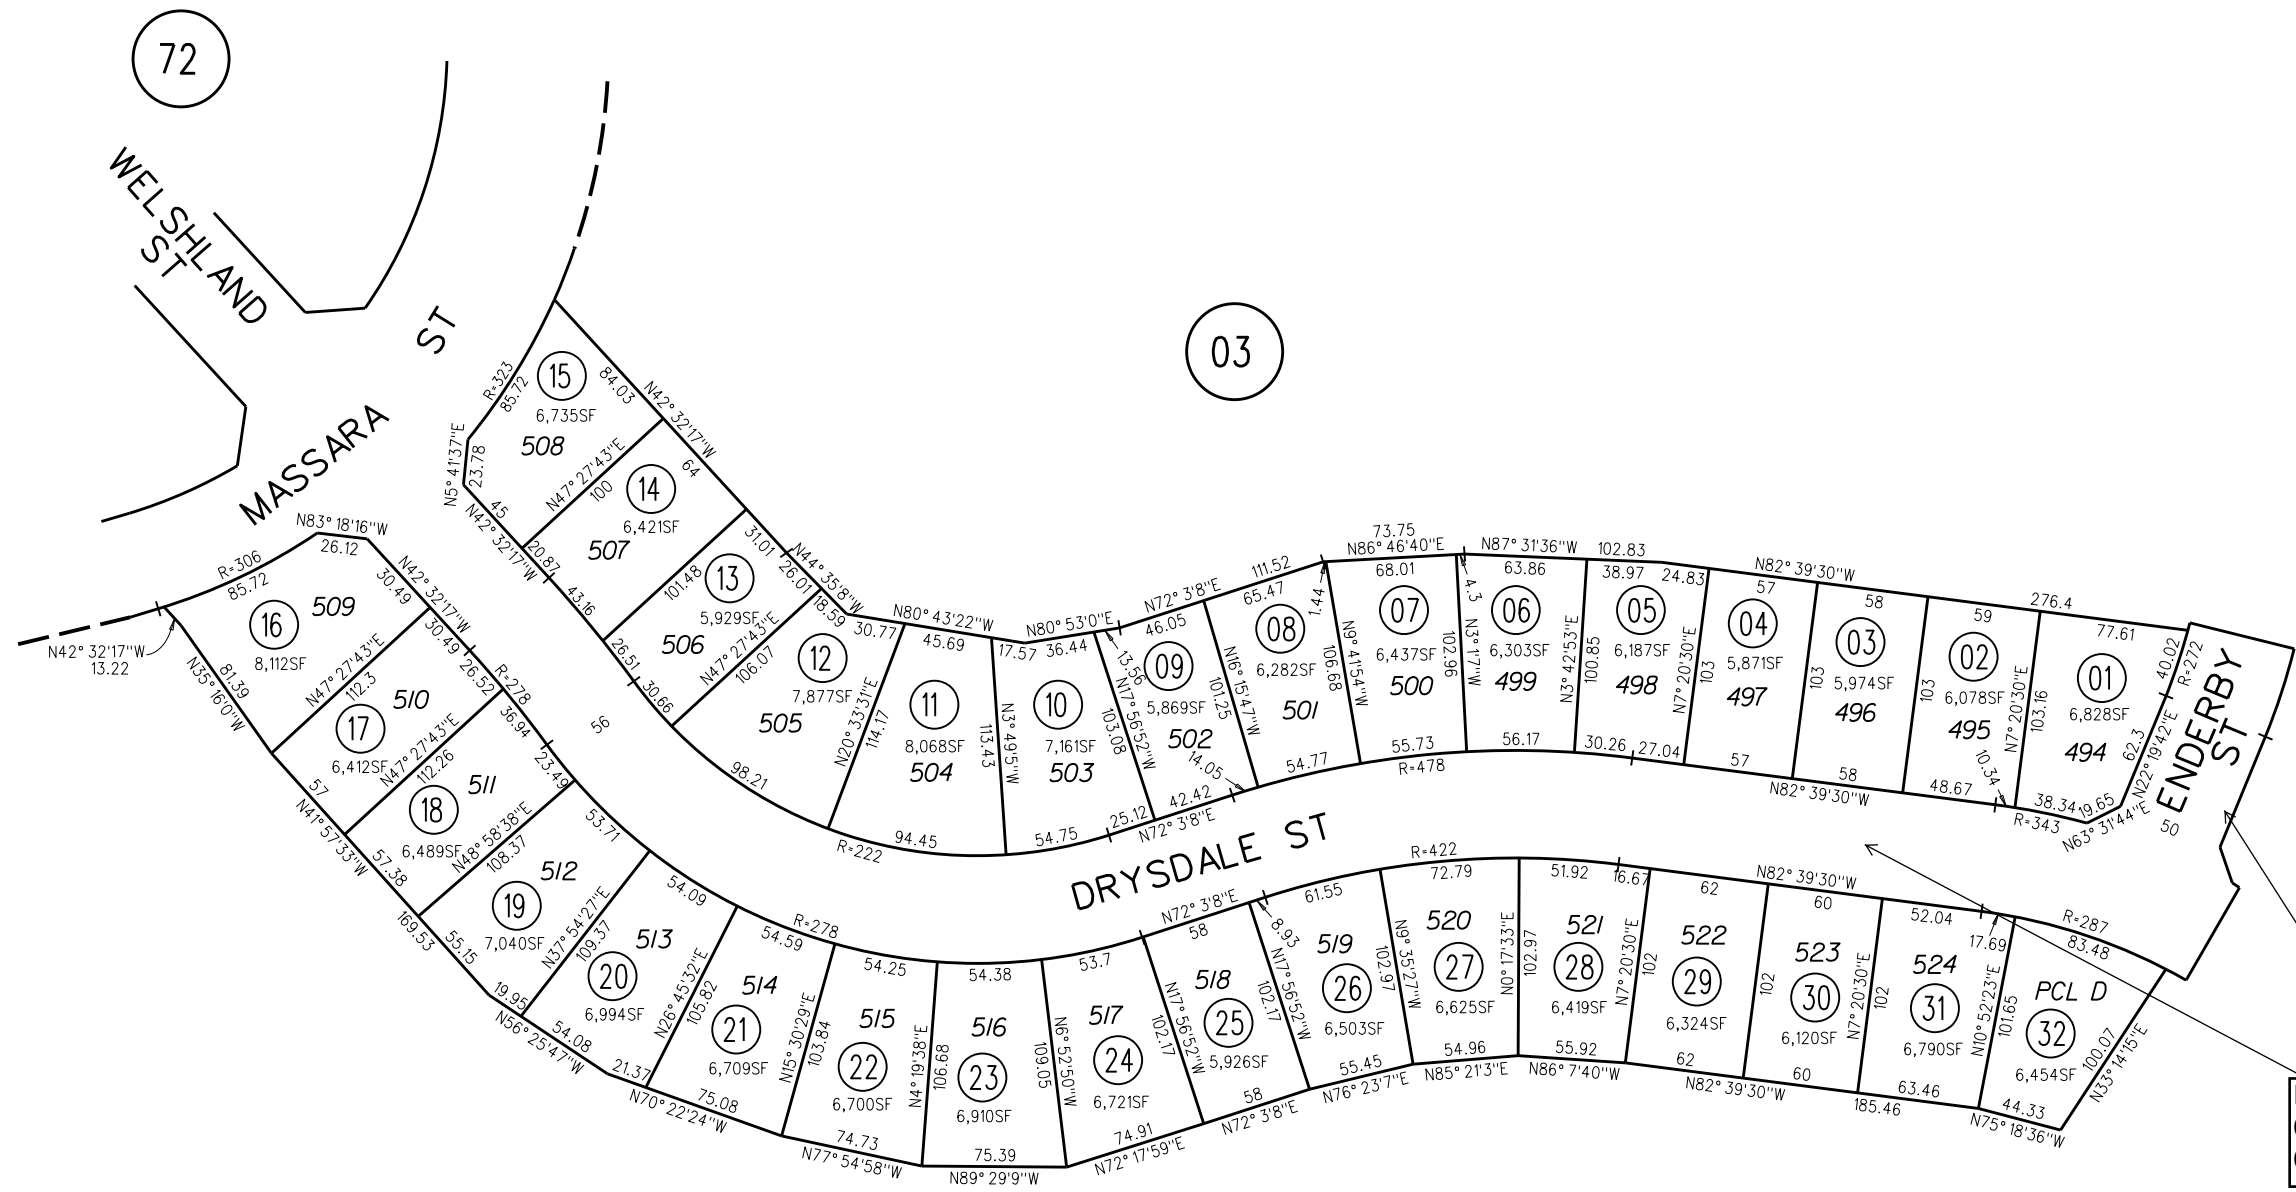 72
WELSHLAND
ST
MASSARA
ST
03
R=323
85.72
15
6,735SF
508
84.03
N42° 32'17"W
N5° 41'37"E
23.78
45
N42° 32'17"W
N47° 27'43"E
100
64
14
6,421SF
507
20.87
43.16
31.01
101.48
13
5,929SF
506
26.51
30.66
N47° 27'43"E
106.07
26.01
N44° 35'8"W
18.59
30.77
12
7,877SF
505
98.21
N20° 33'31"E
114.17
N80° 43'22"W
45.69
11
8,068SF
504
94.45
R=222
17.57
N3° 49'5"W
113.43
N80° 53'0"E
36.44
10
7,161SF
503
54.75
25.12
13.56
N17° 56'52"W
103.08
N72° 3'8"E
111.52
46.05
09
5,869SF
502
42.42
N72° 3'8"E
14.05
N16° 15'47"W
101.25
65.47
08
6,282SF
501
54.77
1.44
N9° 41'54"W
106.68
73.75
N86° 46'40"E
68.01
07
6,437SF
500
55.73
R=478
4.3
N3° 1'7"W
102.96
N87° 31'36"W
102.83
63.86
06
6,303SF
499
56.17
N3° 42'53"E
100.85
38.97
24.83
05
6,187SF
498
30.26
27.04
N7° 20'30"E
103
N82° 39'30"W
276.4
57
04
5,871SF
497
57
103
58
03
5,974SF
496
58
N82° 39'30"W
103
59
02
6,078SF
495
48.67
10.34
N7° 20'30"E
103.16
77.61
01
6,828SF
494
38.34
R=343
19.65
N63° 31'44"E
62.3
N22° 19'42"E
40.02
R=272
ENDERBY
ST
50
N83° 18'16"W
26.12
R=306
85.72
16
509
8,112SF
N42° 32'17"W
13.22
N35° 16'0"W
81.39
30.49
N42° 32'17"W
N47° 27'43"E
112.3
30.49
26.52
17
510
6,412SF
57
N41° 57'33"W
169.53
N47° 27'43"E
112.26
R=278
36.94
23.49
56
18
511
6,489SF
57.38
N48° 58'38"E
108.37
53.71
512
19
7,040SF
55.15
19.95
N37° 54'27"E
109.37
54.09
513
20
6,994SF
54.08
N56° 25'47"W
21.37
N26° 45'32"E
105.82
R=278
54.59
514
21
6,709SF
75.08
N70° 22'24"W
N15° 30'29"E
103.84
54.25
515
22
6,700SF
74.73
N77° 54'58"W
N4° 19'38"E
106.68
54.38
516
23
6,910SF
75.39
N89° 29'9"W
N6° 52'50"W
109.05
53.7
517
24
6,721SF
74.91
N72° 17'59"E
DRYSDALE ST
N72° 3'8"E
58
N17° 56'52"W
102.17
518
25
5,926SF
58
N72° 3'8"E
8.93
N17° 56'52"W
102.17
61.55
519
26
6,503SF
55.45
N76° 23'7"E
R=422
72.79
N9° 35'27"W
102.97
520
27
6,625SF
54.96
N85° 21'3"E
N0° 17'33"E
102.97
51.92
16.67
521
28
6,419SF
55.92
N86° 7'40"W
N7° 20'30"E
102
62
522
29
6,324SF
62
N82° 39'30"W
N82° 39'30"W
60
102
523
30
6,120SF
60
185.46
N7° 20'30"E
102
52.04
17.69
524
31
6,790SF
63.46
N10° 52'23"E
101.65
R=287
83.48
PCL D
32
6,454SF
44.33
N75° 18'36"W
100.07
N33° 14'15"E